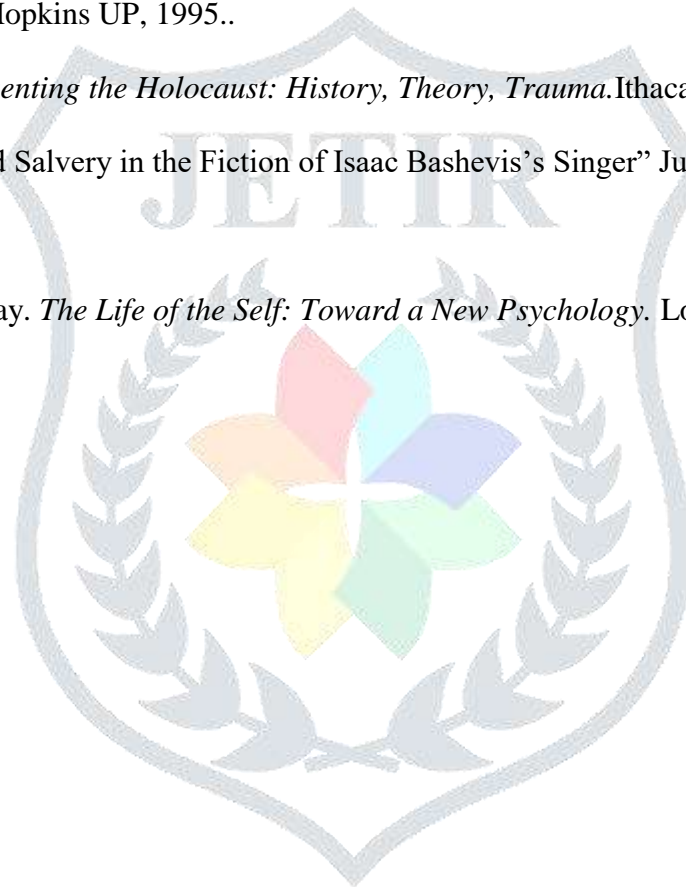 Hopkins UP, 1995..
enting the Holocaust: History, Theory, Trauma.Ithaca
d Salvery in the Fiction of Isaac Bashevis's Singer” Ju
JETIR
ay. The Life of the Self: Toward a New Psychology. Lo